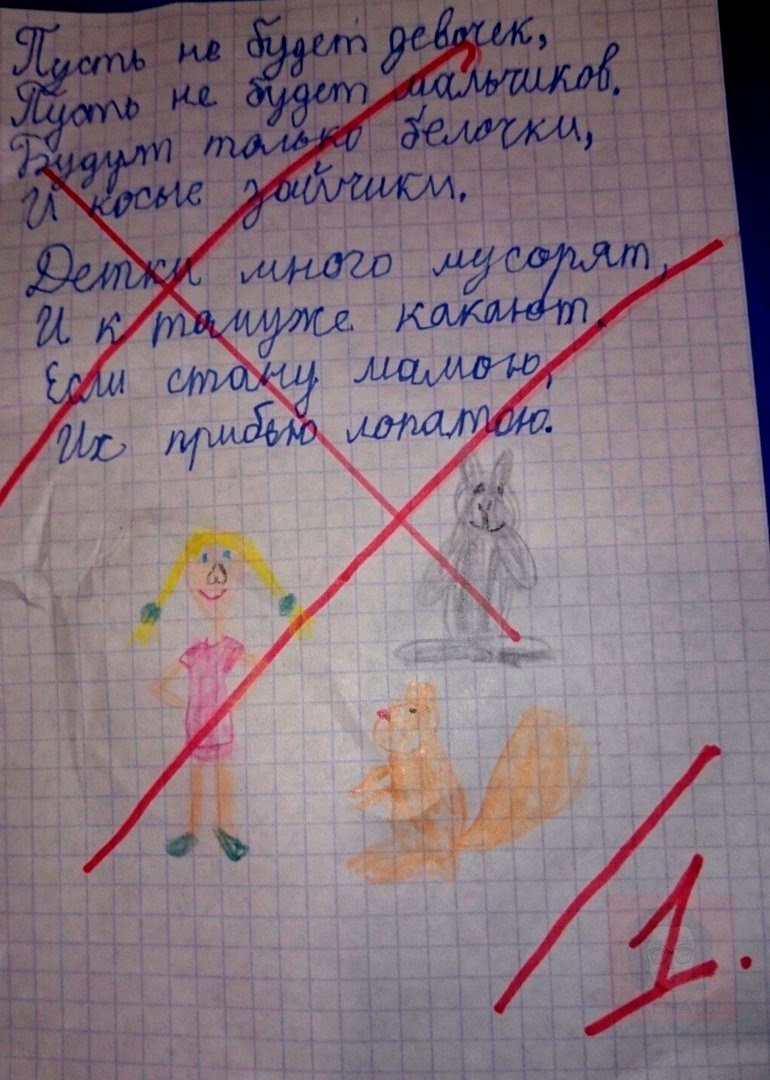 Пусть не будет девочек,
Пусть не будет мальчиков.
Будут только белочки,
И косые зайчики.
Детки много мусорят,
И к томуже какают.
Если стану мамою,
Их прибью лопатою.
1.